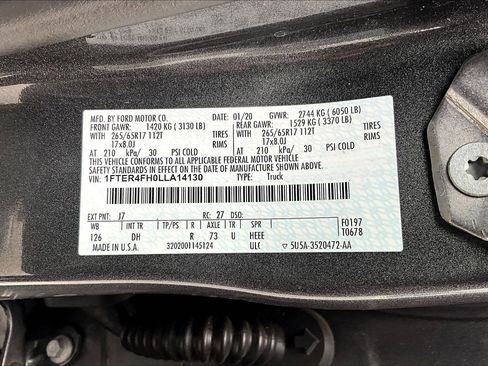 MFD. BY FORD MOTOR CO. 01/20 GVWR: 2744 KG (6050 LB)
FRONT GAWR: 1420 KG (3130 LB) REAR GAWR: 1529 KG (3370 LB)
WITH 265/65R17 112T TIRES WITH 265/65R17 112T TIRES
17x8.0J RIMS 17x8.0J RIMS
AT 210 kPa/ 30 PSI COLD AT 210 kPa/ 30 PSI COLD
THIS VEHICLE CONFORMS TO ALL APPLICABLE FEDERAL MOTOR VEHICLE
SAFETY STANDARDS IN EFFECT ON THE DATE OF MANUFACTURE SHOWN ABOVE.
VIN: 1FTER4FH0LLA14130 TYPE: Truck
EXT PNT: J7 RC: 27 DSO:
WB INT TR TP/PS R AXLE TR SPR F0197
126 DH R 73 U HEEE T0678
MADE IN U.S.A. 3202001145124 ULC 5U5A-3520472-AA